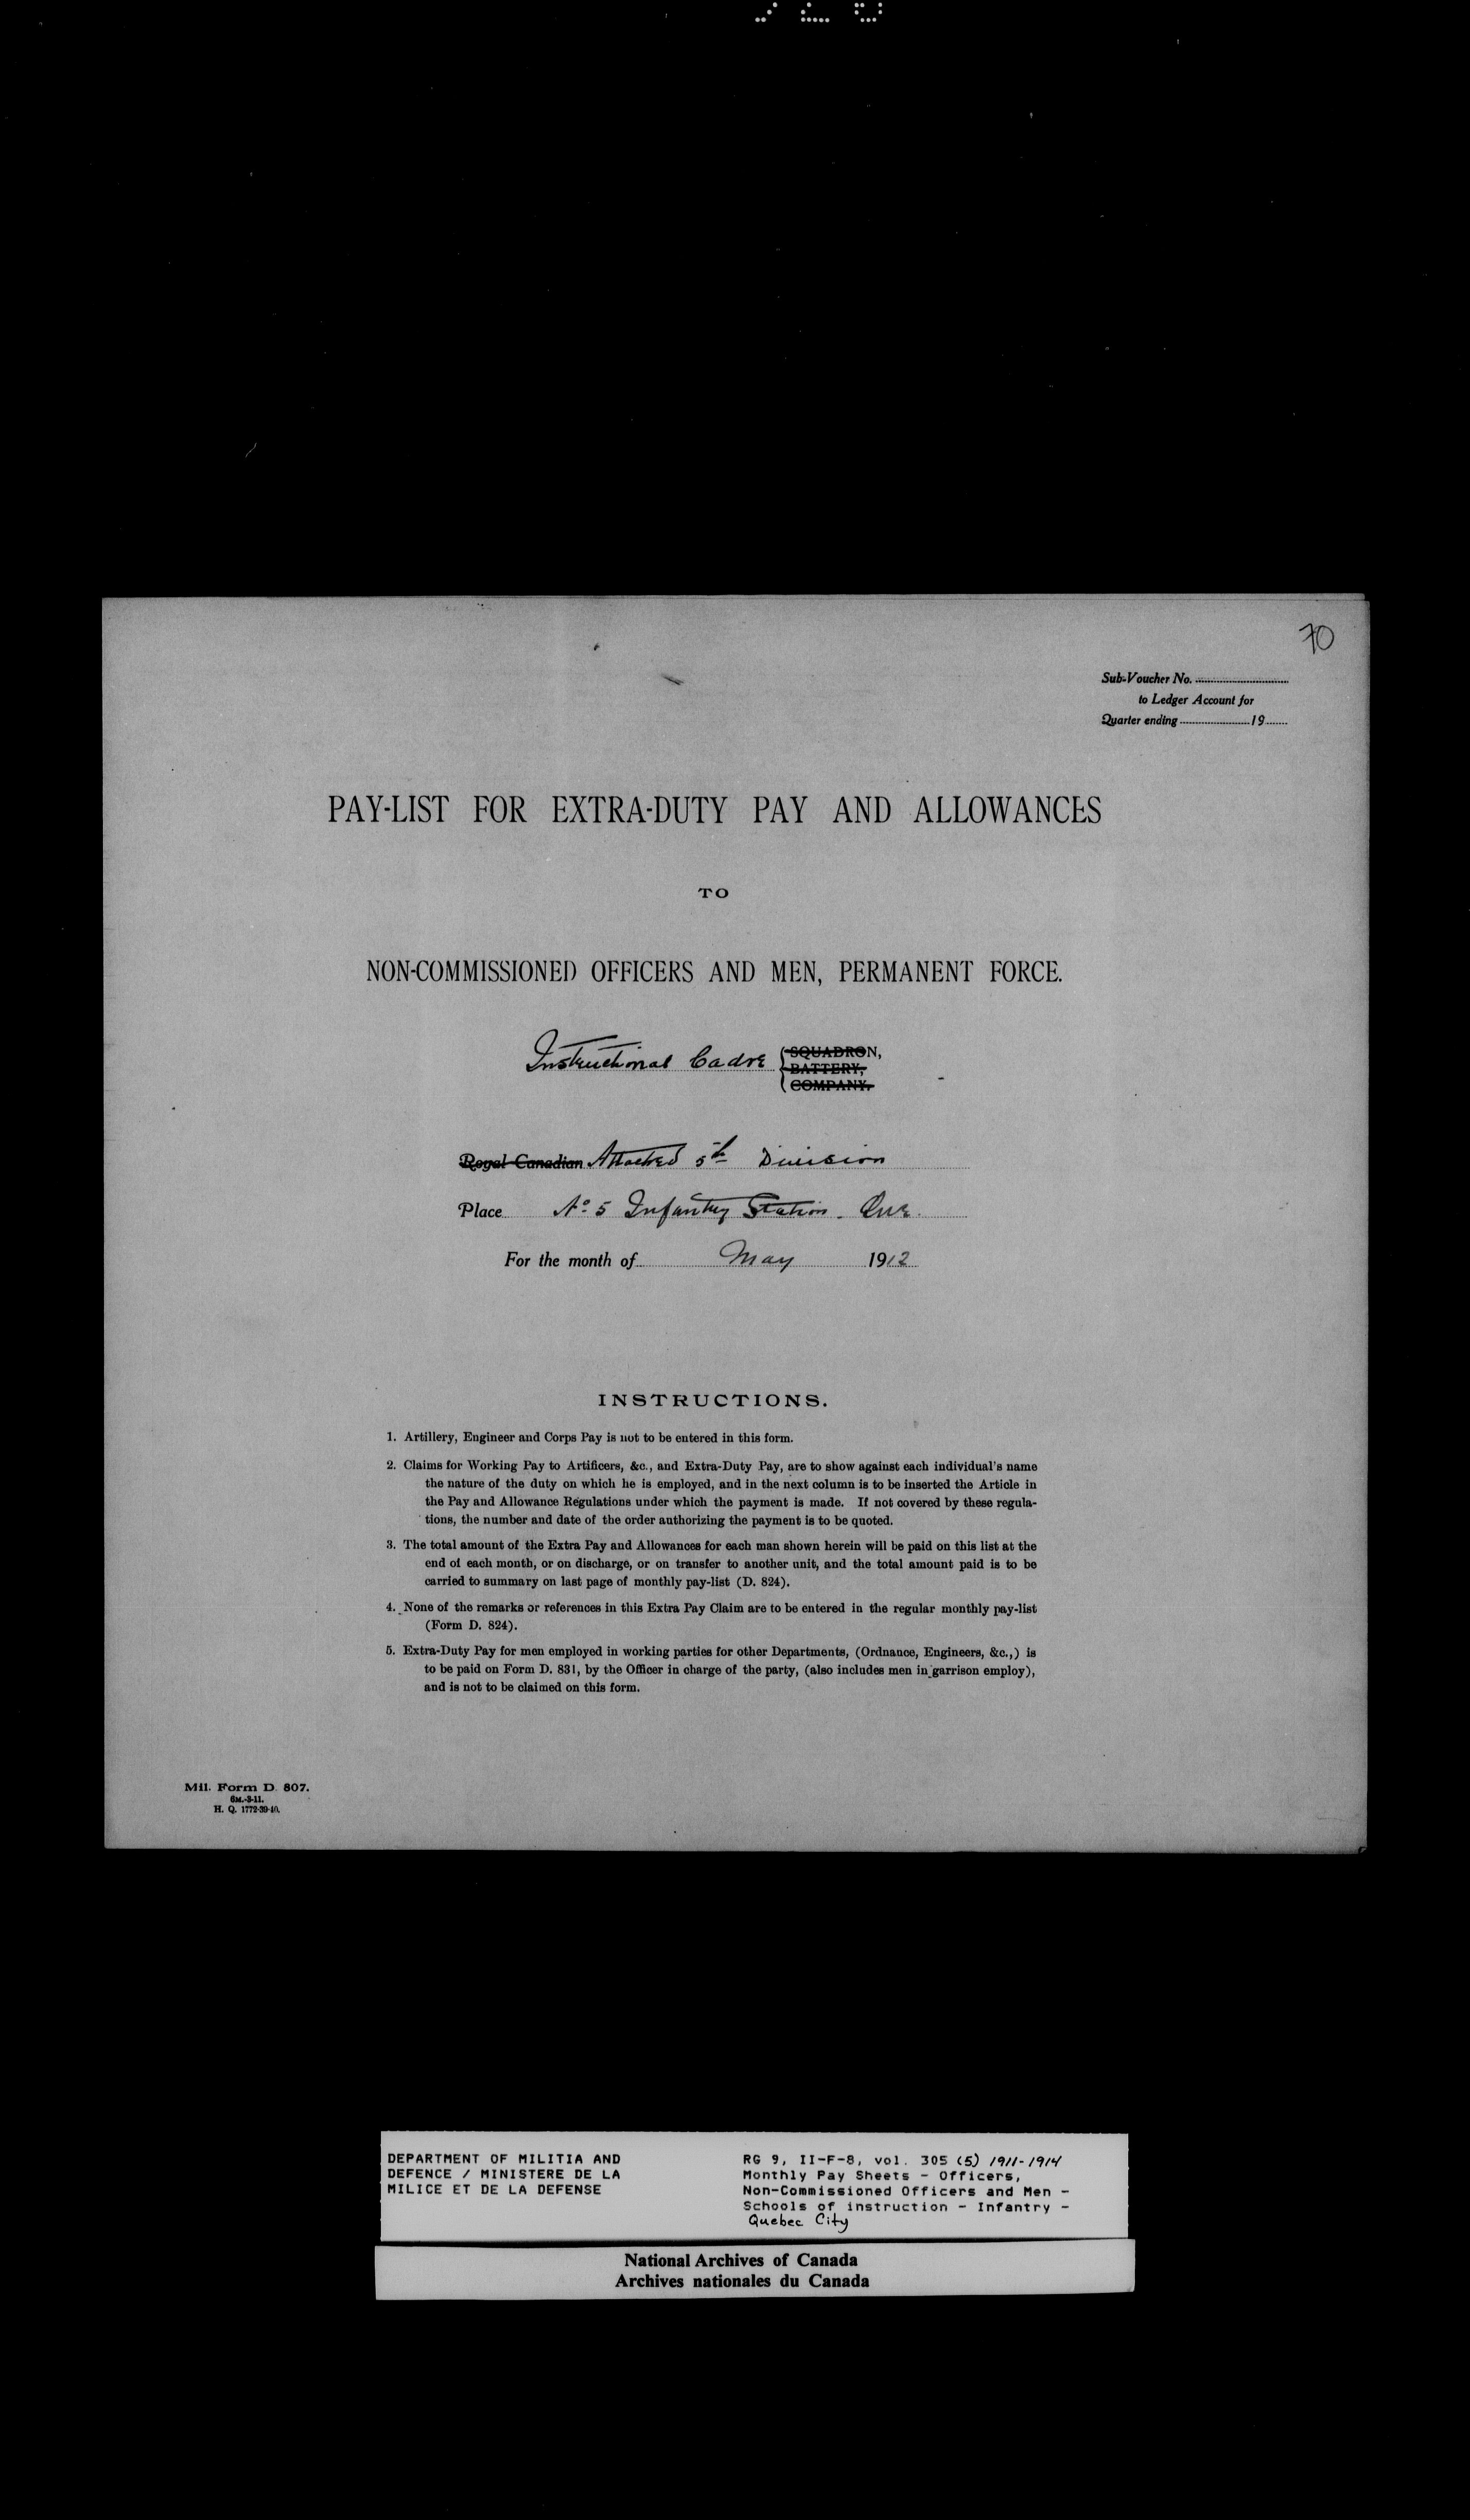 70
Sub-Voucher No.
to Ledger Account for
Quarter ending 19
PAY-LIST FOR EXTRA-DUTY PAY AND ALLOWANCES
TO
NON-COMMISSIONED OFFICERS AND MEN, PERMANENT FORCE.
Instructional Cadre SQUADRON,
BATTERY,
COMPANY.
Royal Canadian Attached 5th Division
Place No 5 Infantry Station. Que.
For the month of May 1912
INSTRUCTIONS.
1. Artillery, Engineer and Corps Pay is not to be entered in this form.
2. Claims for Working Pay to Artificers, &c., and Extra-Duty Pay, are to show against each individual's name
the nature of the duty on which he is employed, and in the next column is to be inserted the Article in
the Pay and Allowance Regulations under which the payment is made. If not covered by these regula-
tions, the number and date of the order authorizing the payment is to be quoted.
3. The total amount of the Extra Pay and Allowances for each man shown herein will be paid on this list at the
end of each month, or on discharge, or on transfer to another unit, and the total amount paid is to be
carried to summary on last page of monthly pay-list (D. 824).
4. None of the remarks or references in this Extra Pay Claim are to be entered in the regular monthly pay-list
(Form D. 824).
5. Extra-Duty Pay for men employed in working parties for other Departments, (Ordnance, Engineers, &c.,) is
to be paid on Form D. 831, by the Officer in charge of the party, (also includes men in garrison employ),
and is not to be claimed on this form.
Mil. Form D. 807.
6M.-3-11.
H. Q. 1772-39-40.
DEPARTMENT OF MILITIA AND
DEFENCE / MINISTERE DE LA
MILICE ET DE LA DEFENSE
RG 9, II-F-8, vol. 305 (5) 1911-1914
Monthly Pay Sheets - Officers,
Non-Commissioned Officers and Men -
Schools of instruction - Infantry -
Quebec City
National Archives of Canada
Archives nationales du Canada